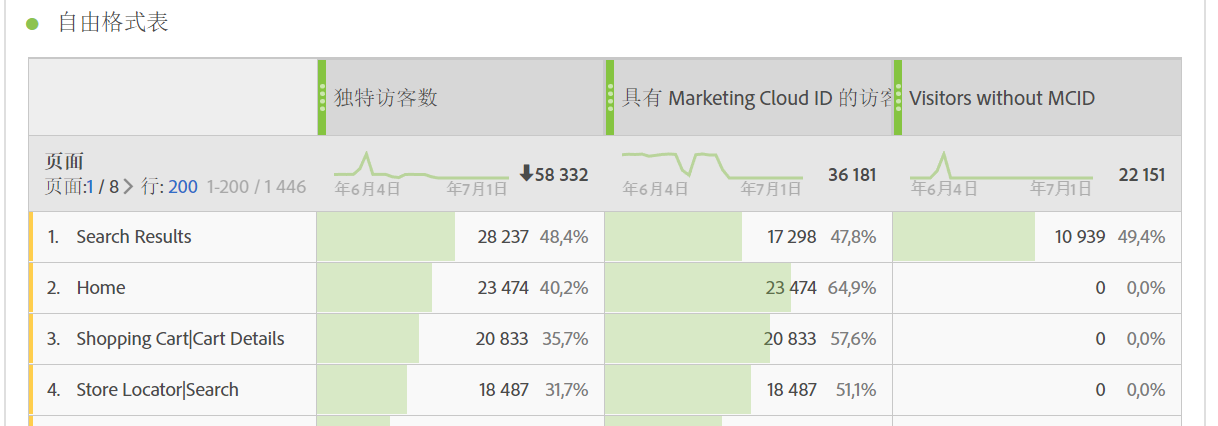 自由格式表
独特访客数 具有 Marketing Cloud ID 的访客 Visitors without MCID
页面
页面:1 / 8 行: 200 1-200 / 1 446
年6月4日 年7月1日 58 332
年6月4日 年7月1日 36 181
年6月4日 年7月1日 22 151
1. Search Results 28 237 48,4% 17 298 47,8% 10 939 49,4%
2. Home 23 474 40,2% 23 474 64,9% 0 0,0%
3. Shopping Cart|Cart Details 20 833 35,7% 20 833 57,6% 0 0,0%
4. Store Locator|Search 18 487 31,7% 18 487 51,1% 0 0,0%